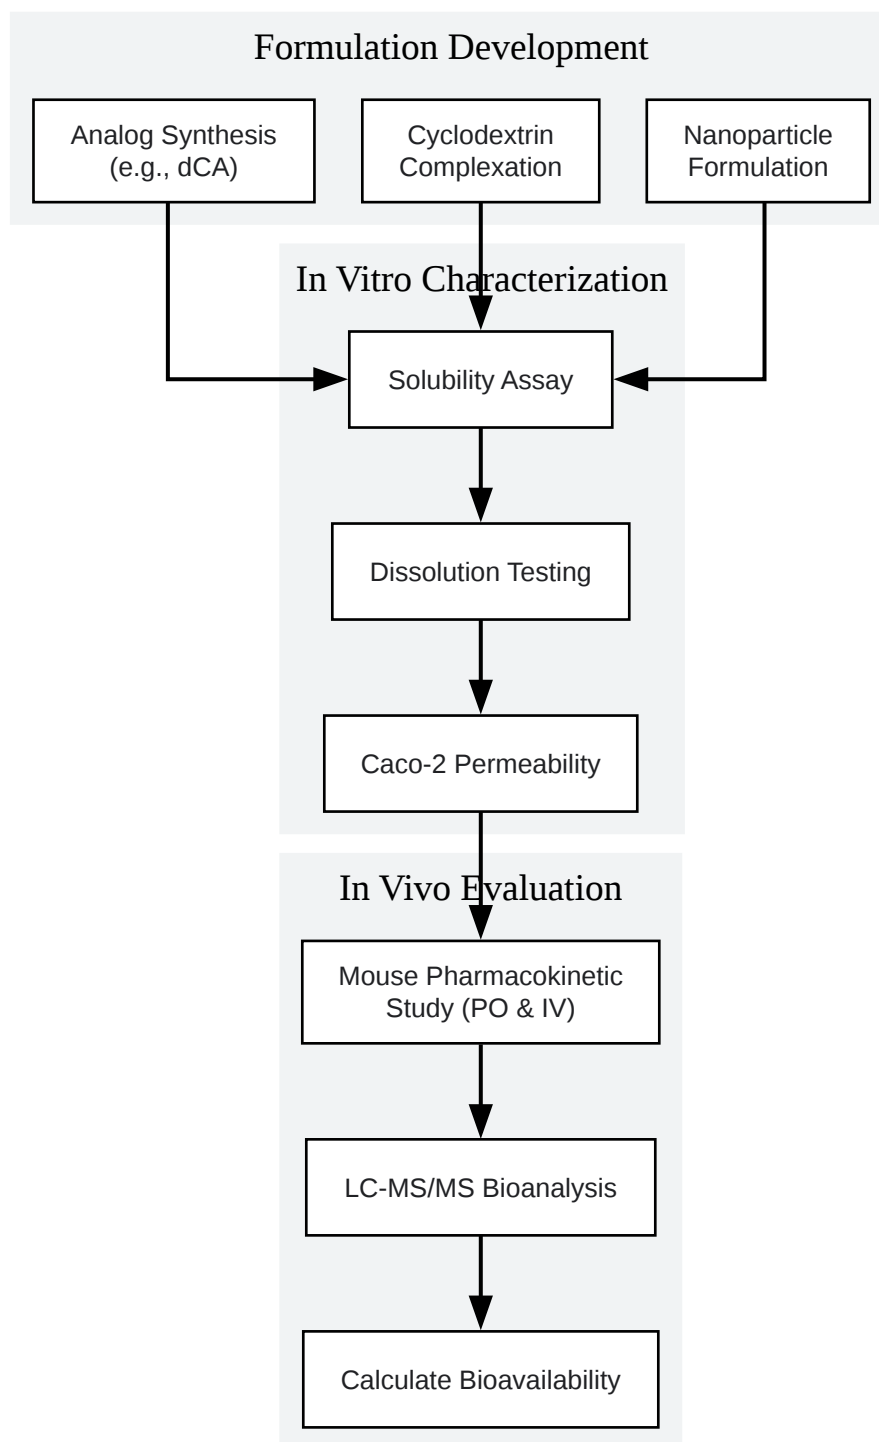 Formulation Development
Analog Synthesis
(e.g., dCA)
Cyclodextrin
Complexation
Nanoparticle
Formulation
In Vitro Characterization
Solubility Assay
Dissolution Testing
Caco-2 Permeability
In Vivo Evaluation
Mouse Pharmacokinetic
Study (PO & IV)
LC-MS/MS Bioanalysis
Calculate Bioavailability